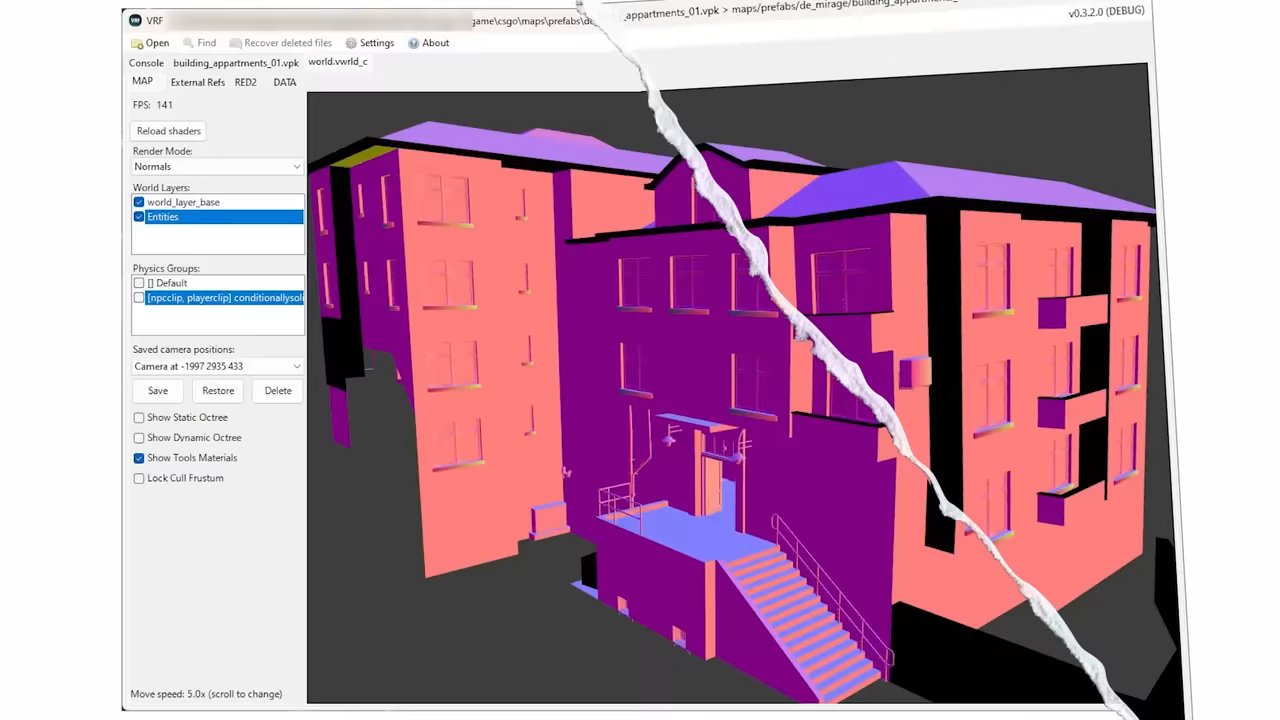 VRF
game\csgo\maps\prefabs\de
_appartments_01.vpk > maps/prefabs/de_mirage/building_appartments_
v0.3.2.0 (DEBUG)
Open Find Recover deleted files Settings About
Console building_appartments_01.vpk world.vwrld_c
MAP External Refs RED2 DATA
FPS: 141
Reload shaders
Render Mode:
Normals
World Layers:
world_layer_base
Entities
Physics Groups:
[] Default
[npcclip, playerclip] conditionallysoli
Saved camera positions:
Camera at -1997 2935 433
Save Restore Delete
Show Static Octree
Show Dynamic Octree
Show Tools Materials
Lock Cull Frustum
Move speed: 5.0x (scroll to change)